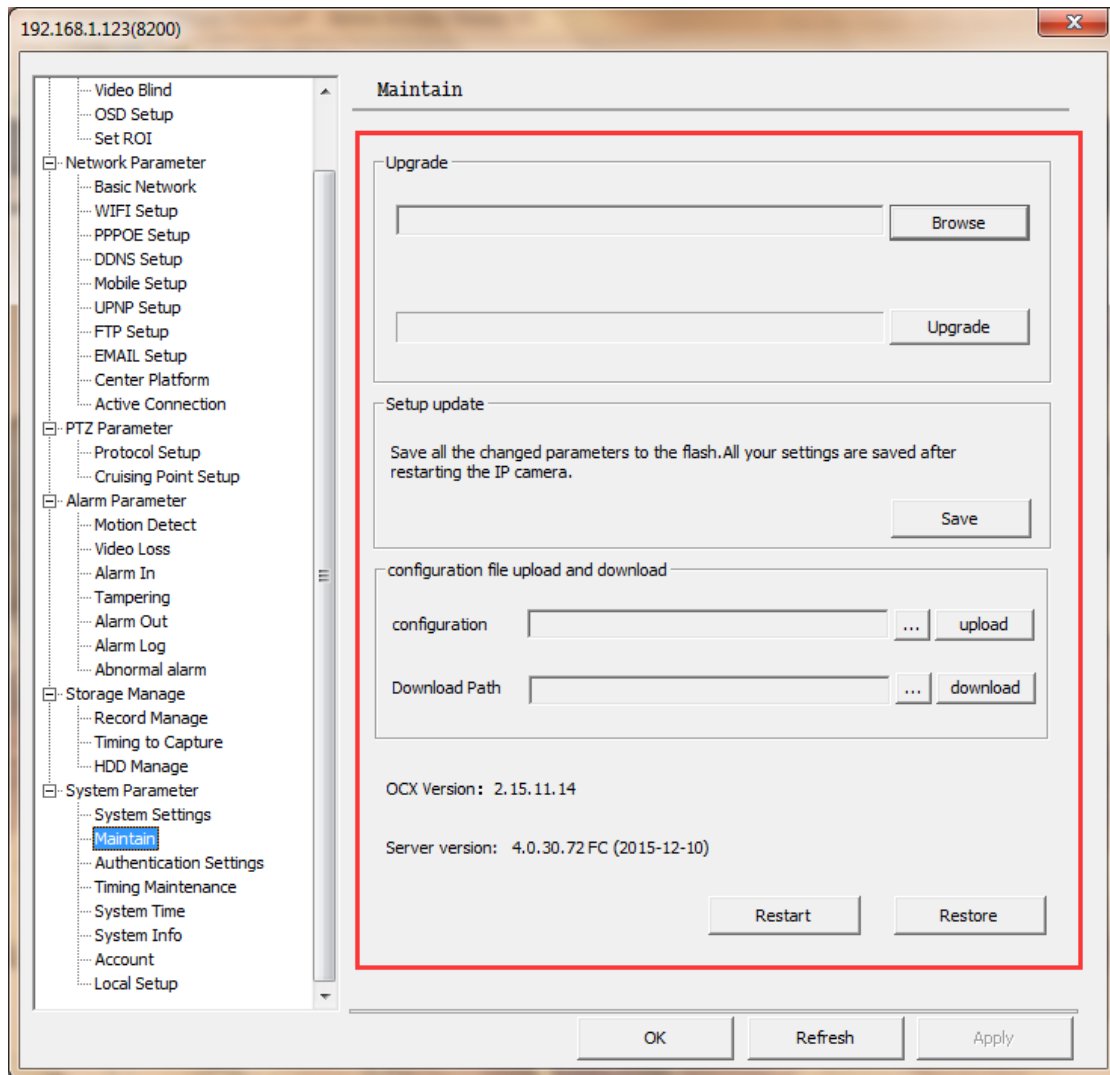 192.168.1.123(8200)
X
Video Blind
OSD Setup
Set ROI
Network Parameter
Basic Network
WIFI Setup
PPPOE Setup
DDNS Setup
Mobile Setup
UPNP Setup
FTP Setup
EMAIL Setup
Center Platform
Active Connection
PTZ Parameter
Protocol Setup
Cruising Point Setup
Alarm Parameter
Motion Detect
Video Loss
Alarm In
Tampering
Alarm Out
Alarm Log
Abnormal alarm
Storage Manage
Record Manage
Timing to Capture
HDD Manage
System Parameter
System Settings
Maintain
Authentication Settings
Timing Maintenance
System Time
System Info
Account
Local Setup
Maintain
Upgrade
Browse
Upgrade
Setup update
Save all the changed parameters to the flash.All your settings are saved after
restarting the IP camera.
Save
configuration file upload and download
configuration ... upload
Download Path ... download
OCX Version: 2.15.11.14
Server version: 4.0.30.72 FC (2015-12-10)
Restart Restore
OK Refresh Apply